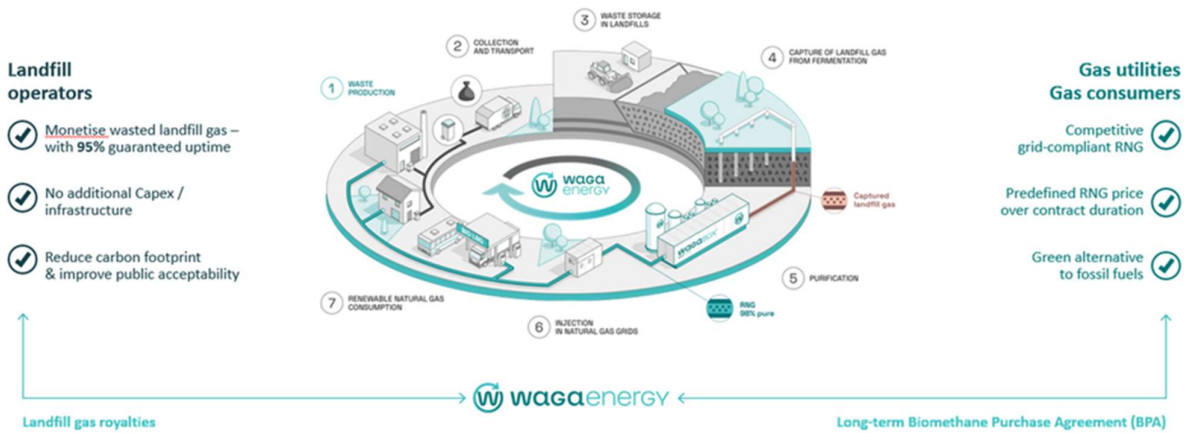 Landfill
operators
Monetise wasted landfill gas –
with 95% guaranteed uptime
No additional Capex /
infrastructure
Reduce carbon footprint
& improve public acceptability
1 WASTE
PRODUCTION
2 COLLECTION
AND TRANSPORT
3 WASTE STORAGE
IN LANDFILLS
4 CAPTURE OF LANDFILL GAS
FROM FERMENTATION
waga
energy
Captured
landfill gas
wagabox
5 PURIFICATION
RNG
98% pure
6 INJECTION
IN NATURAL GAS GRIDS
7 RENEWABLE NATURAL GAS
CONSUMPTION
Gas utilities
Gas consumers
Competitive
grid-compliant RNG
Predefined RNG price
over contract duration
Green alternative
to fossil fuels
waga energy
Landfill gas royalties
Long-term Biomethane Purchase Agreement (BPA)